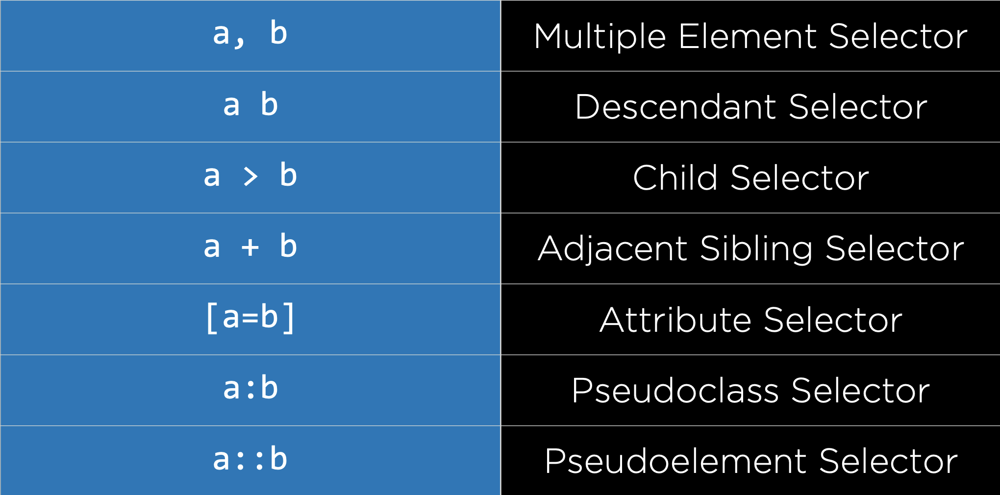 a, b Multiple Element Selector
a b Descendant Selector
a > b Child Selector
a + b Adjacent Sibling Selector
[a=b] Attribute Selector
a:b Pseudoclass Selector
a::b Pseudoelement Selector